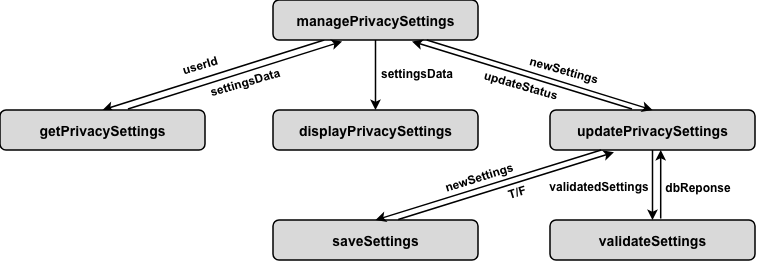 managePrivacySettings
userId
settingsData
settingsData
newSettings
updateStatus
getPrivacySettings
displayPrivacySettings
updatePrivacySettings
newSettings
T/F
validatedSettings
dbReponse
saveSettings
validateSettings